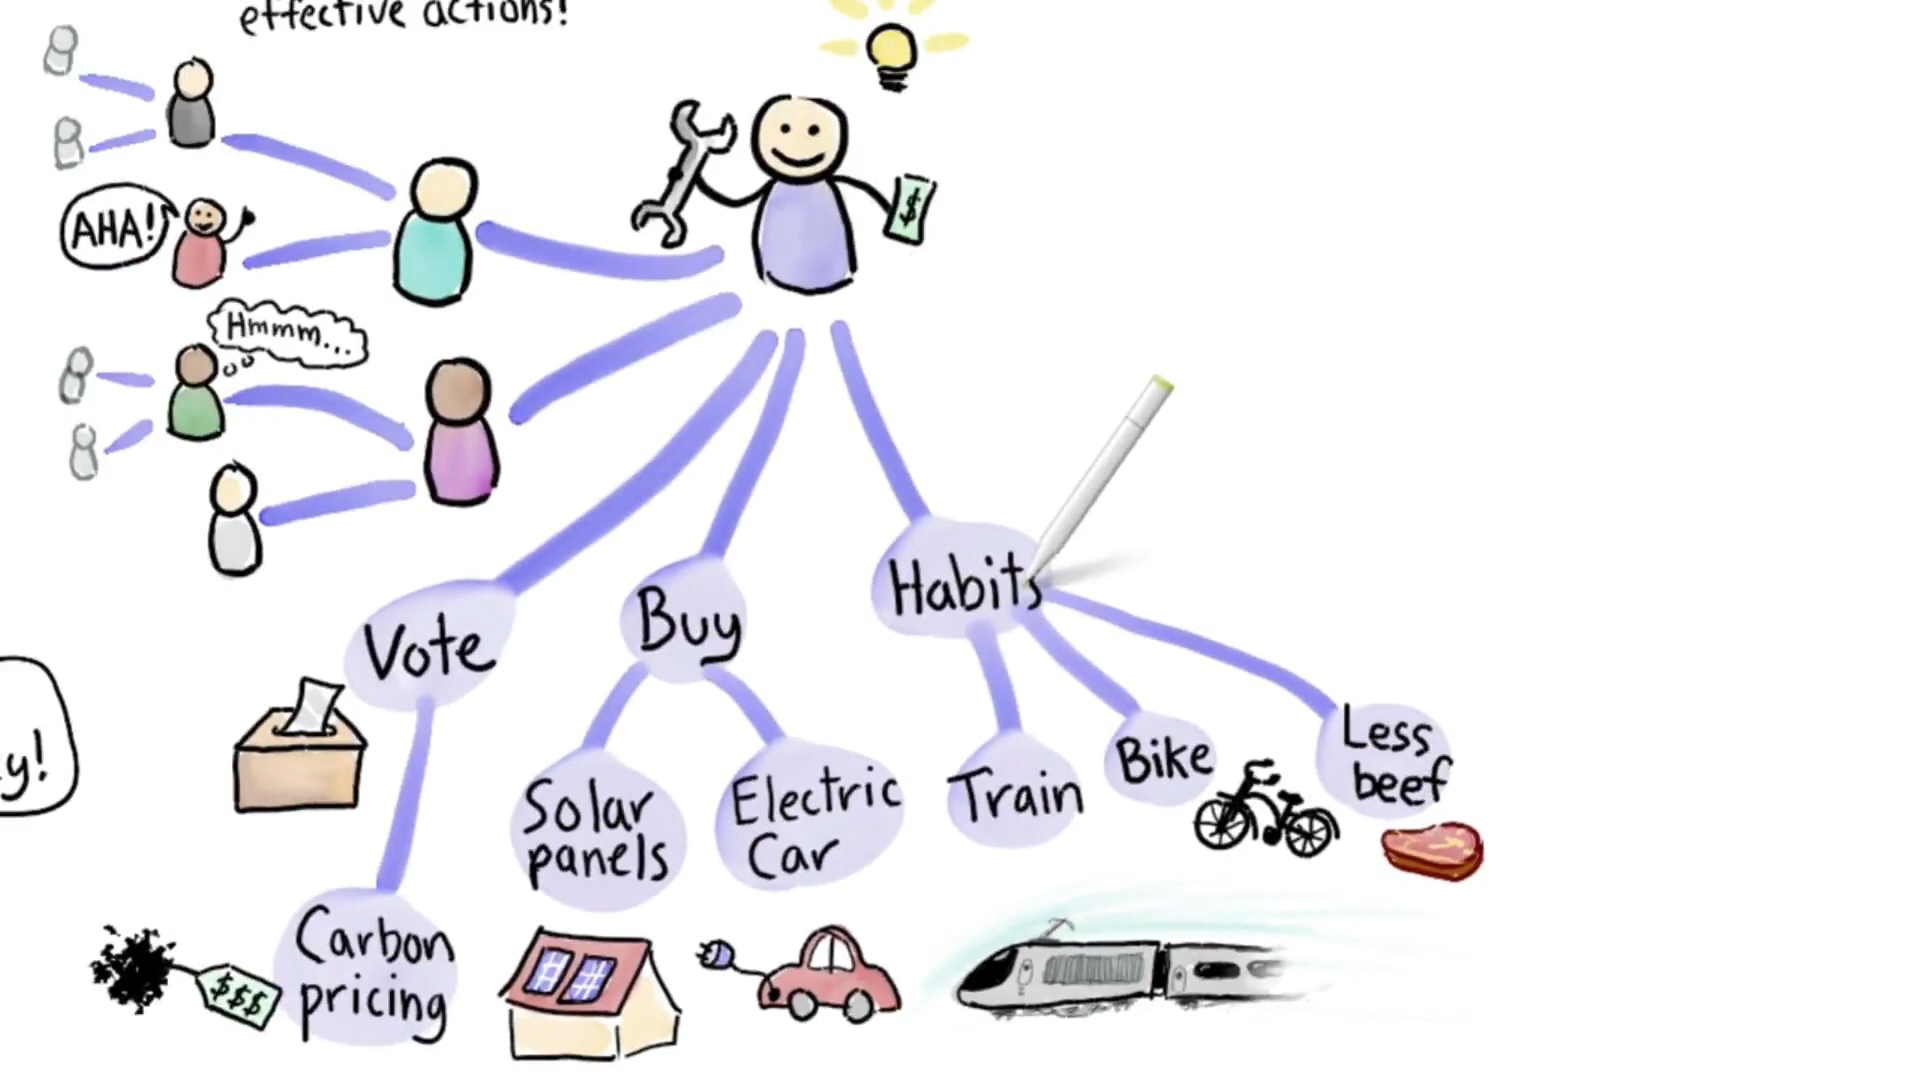 effective actions!
AHA!
Hmmm...
$
y!
Vote
Buy
Habits
Carbon
pricing
$$$
Solar
panels
Electric
Car
Train
Bike
Less
beef